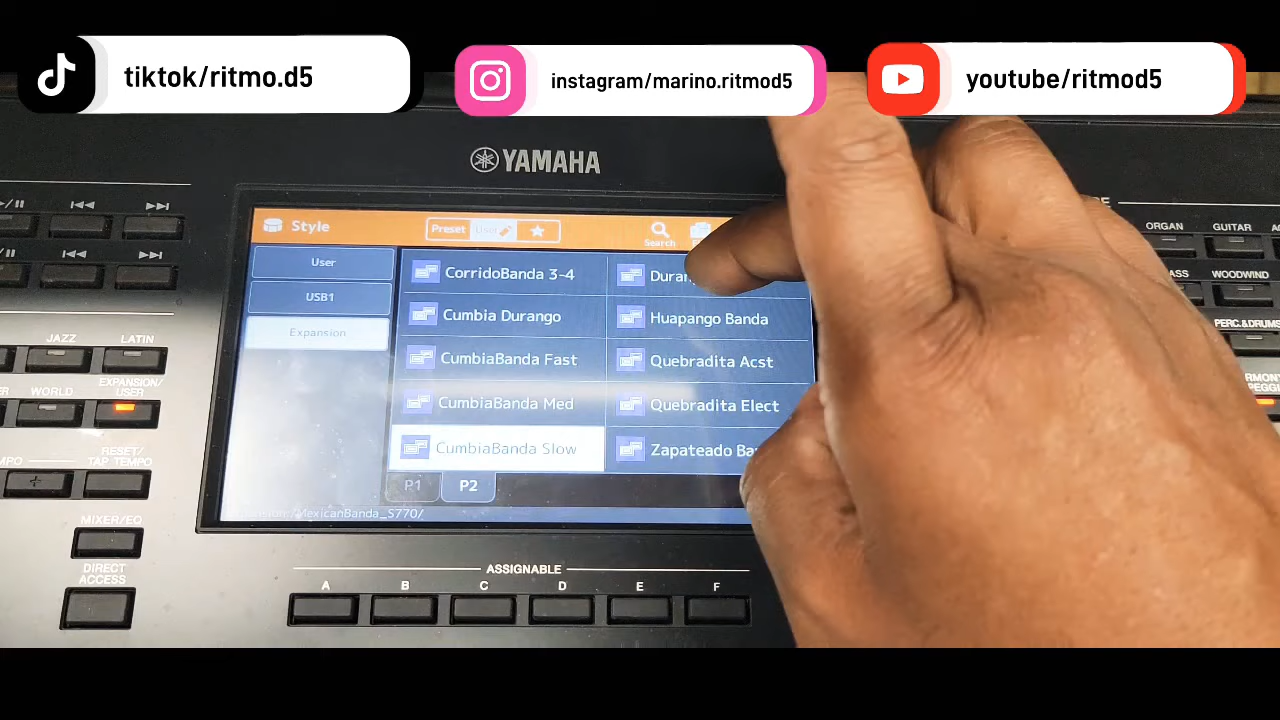 tiktok/ritmo.d5
instagram/marino.ritmod5
youtube/ritmod5
YAMAHA
Style
Preset
User
Search
User
USB1
Expansion
CorridoBanda 3-4
Cumbia Durango
CumbiaBanda Fast
CumbiaBanda Med
CumbiaBanda Slow
Huapango Banda
Quebradita Acst
Quebradita Elect
Zapateado
P1
P2
JAZZ
LATIN
WORLD
EXPANSION/
USER
RESET/
TAP TEMPO
MIXER/EQ
DIRECT
ACCESS
ASSIGNABLE
A B C D E F
ORGAN
GUITAR
WOODWIND